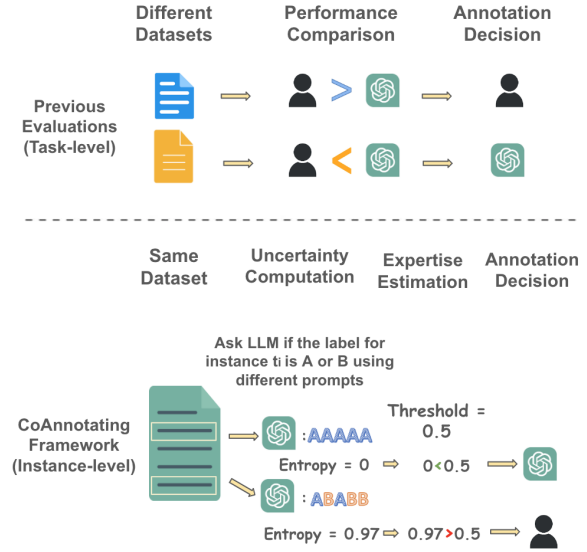 Different
Datasets
Performance
Comparison
Annotation
Decision
Previous
Evaluations
(Task-level)
>
<
Same
Dataset
Uncertainty
Computation
Expertise
Estimation
Annotation
Decision
Ask LLM if the label for
instance ti is A or B using
different prompts
CoAnnotating
Framework
(Instance-level)
: AAAAA
Threshold =
0.5
Entropy = 0
0<0.5
: ABABB
Entropy = 0.97
0.97>0.5